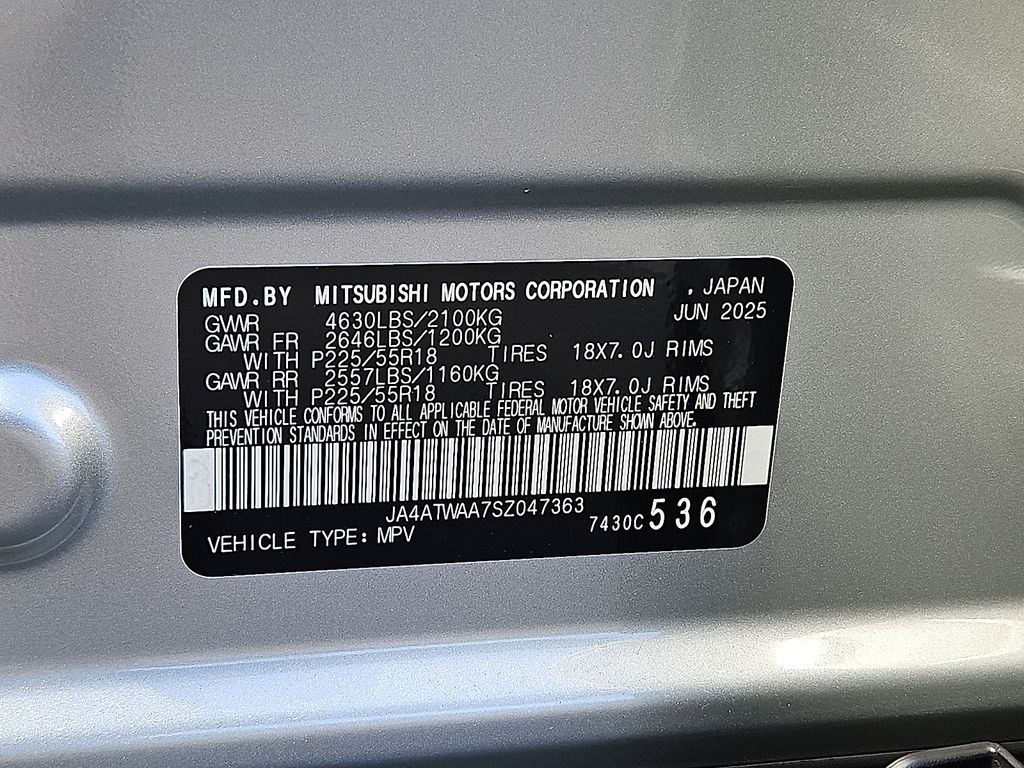 MFD.BY MITSUBISHI MOTORS CORPORATION , JAPAN
JUN 2025
GVWR 4630LBS/2100KG
GAWR FR 2646LBS/1200KG
WITH P225/55R18 TIRES 18X7.0J RIMS
GAWR RR 2557LBS/1160KG
WITH P225/55R18 TIRES 18X7.0J RIMS
THIS VEHICLE CONFORMS TO ALL APPLICABLE FEDERAL MOTOR VEHICLE SAFETY AND THEFT
PREVENTION STANDARDS IN EFFECT ON THE DATE OF MANUFACTURE SHOWN ABOVE.
JA4ATWAA7SZ047363
7430C 536
VEHICLE TYPE: MPV